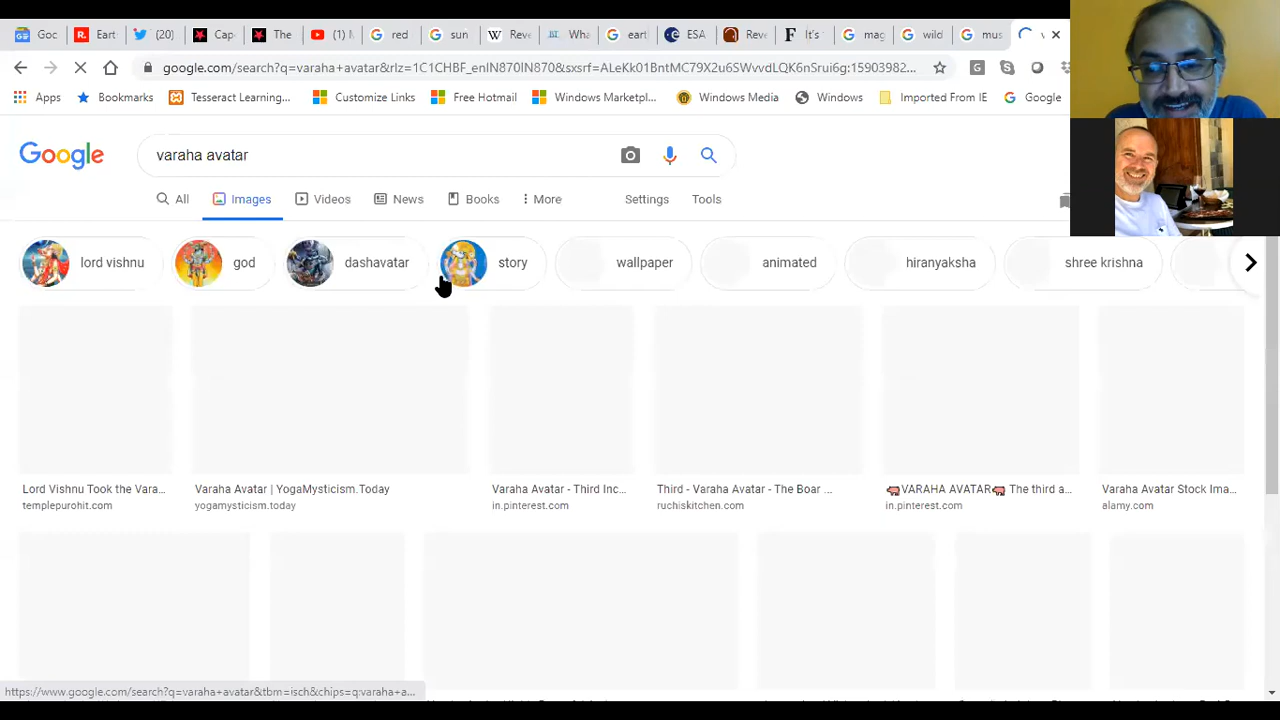 Goc
Eart
(20)
Cap
The
(1) M
red
sun
Reve
Wha
eart
ESA
Reve
It's
mag
wild
mus
google.com/search?q=varaha+avatar&rlz=1C1CHBF_enIN870IN870&sxsrf=ALeKk01BntMC79X2u6SWvvdLQK6nSrui6g:15903982...
Apps
Bookmarks
Tesseract Learning...
Customize Links
Free Hotmail
Windows Marketpl...
Windows Media
Windows
Imported From IE
Google
Google
varaha avatar
All
Images
Videos
News
Books
More
Settings
Tools
lord vishnu
god
dashavatar
story
wallpaper
animated
hiranyaksha
shree krishna
Lord Vishnu Took the Vara...
templepurohit.com
Varaha Avatar | YogaMysticism.Today
yogamysticism.today
Varaha Avatar - Third Inc...
in.pinterest.com
Third - Varaha Avatar - The Boar ...
ruchiskitchen.com
🐖VARAHA AVATAR🐖 The third a...
in.pinterest.com
Varaha Avatar Stock Ima...
alamy.com
https://www.google.com/search?q=varaha+avatar&tbm=isch&chips=q:varaha+a...